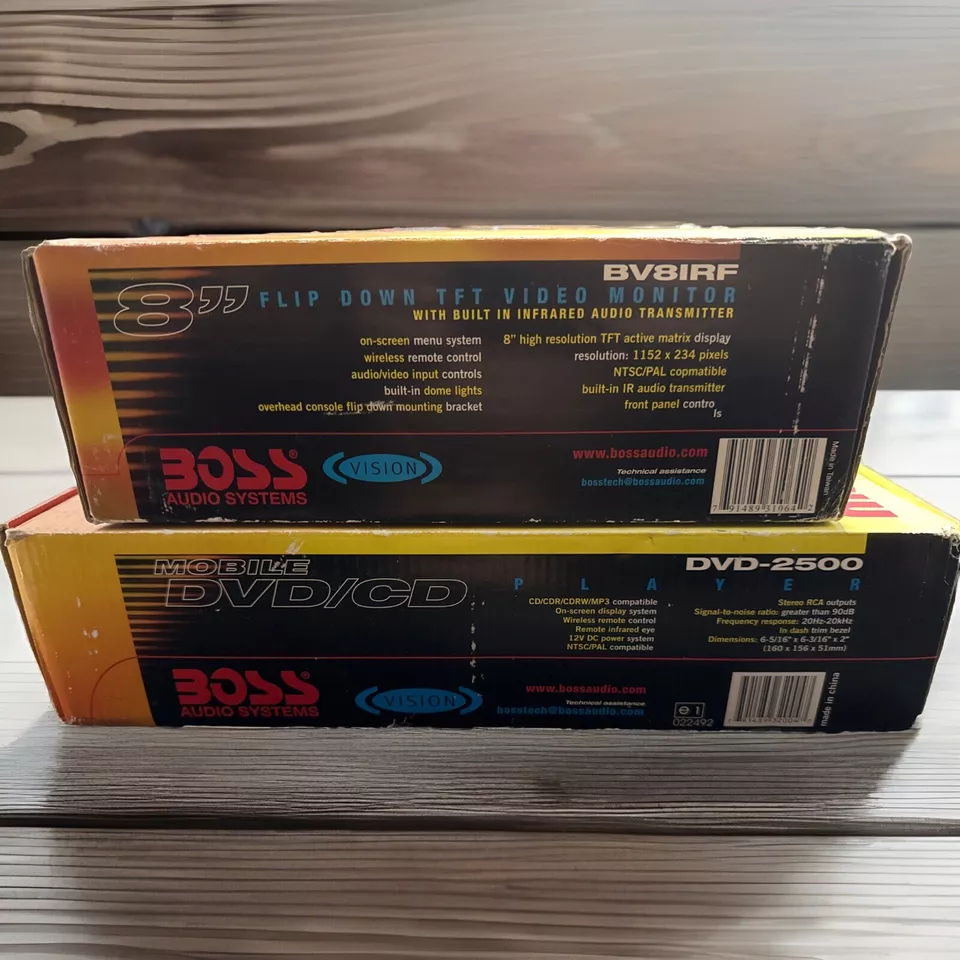 BV8IRF
8” FLIP DOWN TFT VIDEO MONITOR
WITH BUILT IN INFRARED AUDIO TRANSMITTER
on-screen menu system
wireless remote control
audio/video input controls
built-in dome lights
overhead console flip down mounting bracket
8” high resolution TFT active matrix display
resolution: 1152 x 234 pixels
NTSC/PAL copmatible
built-in IR audio transmitter
front panel contro
ls
BOSS®
AUDIO SYSTEMS
VISION
www.bossaudio.com
Technical assistance
bosstech@bossaudio.com
7 91489 31064 2
Made in Taiwan
MOBILE
DVD/CD
DVD-2500
PLAYER
CD/CDR/CDRW/MP3 compatible
On-screen display system
Wireless remote control
Remote infrared eye
12V DC power system
NTSC/PAL compatible
Stereo RCA outputs
Signal-to-noise ratio: greater than 90dB
Frequency response: 20Hz-20kHz
In dash trim bezel
Dimensions: 6-5/16" x 6-3/16" x 2"
(160 x 156 x 51mm)
BOSS®
AUDIO SYSTEMS
VISION
www.bossaudio.com
Technical assistance
bosstech@bossaudio.com
e1
022492
made in china